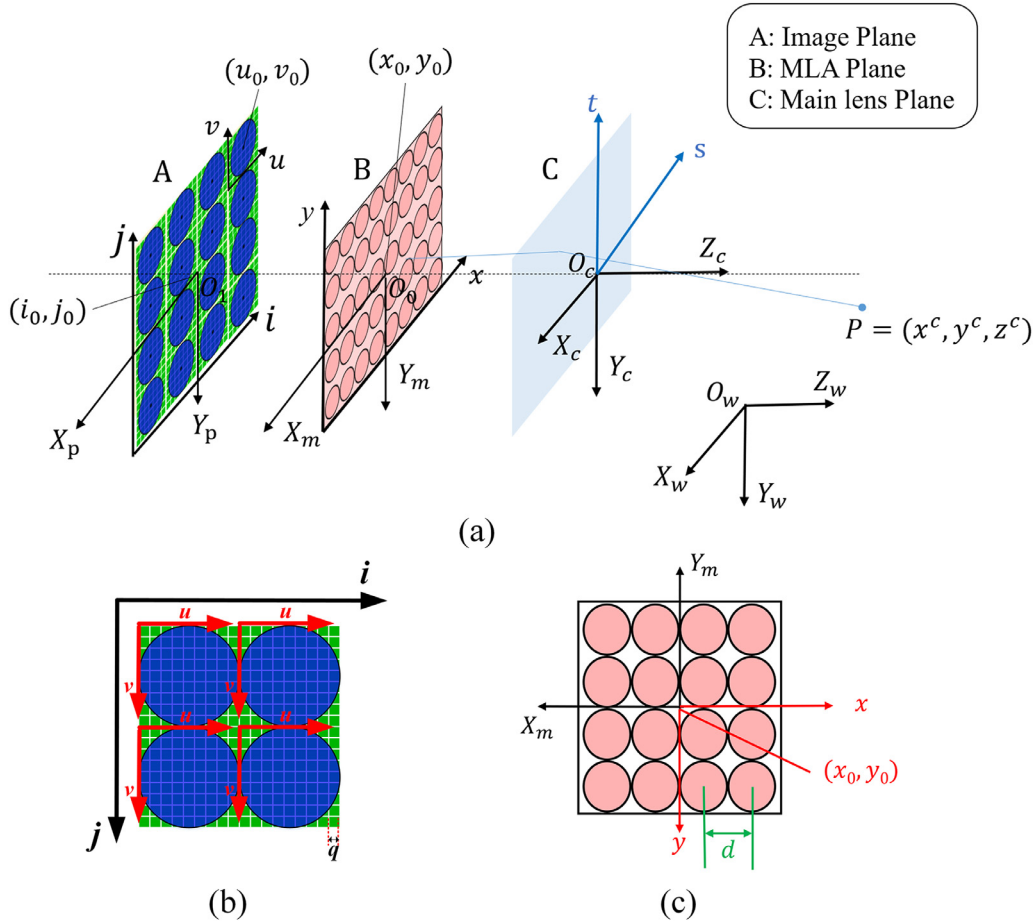 A: Image Plane
B: MLA Plane
C: Main lens Plane
(u₀, v₀)
(x₀, y₀)
v
u
A
B
C
t
s
j
y
x
i
(i₀, j₀)
O₁
O₀
O_c
Z_c
P = (x^c, y^c, z^c)
X_p
Y_p
X_m
Y_m
X_c
Y_c
O_w
Z_w
X_w
Y_w
(a)
i
u
u
v
v
u
u
v
v
j
q
(b)
Y_m
X_m
x
(x₀, y₀)
y
d
(c)